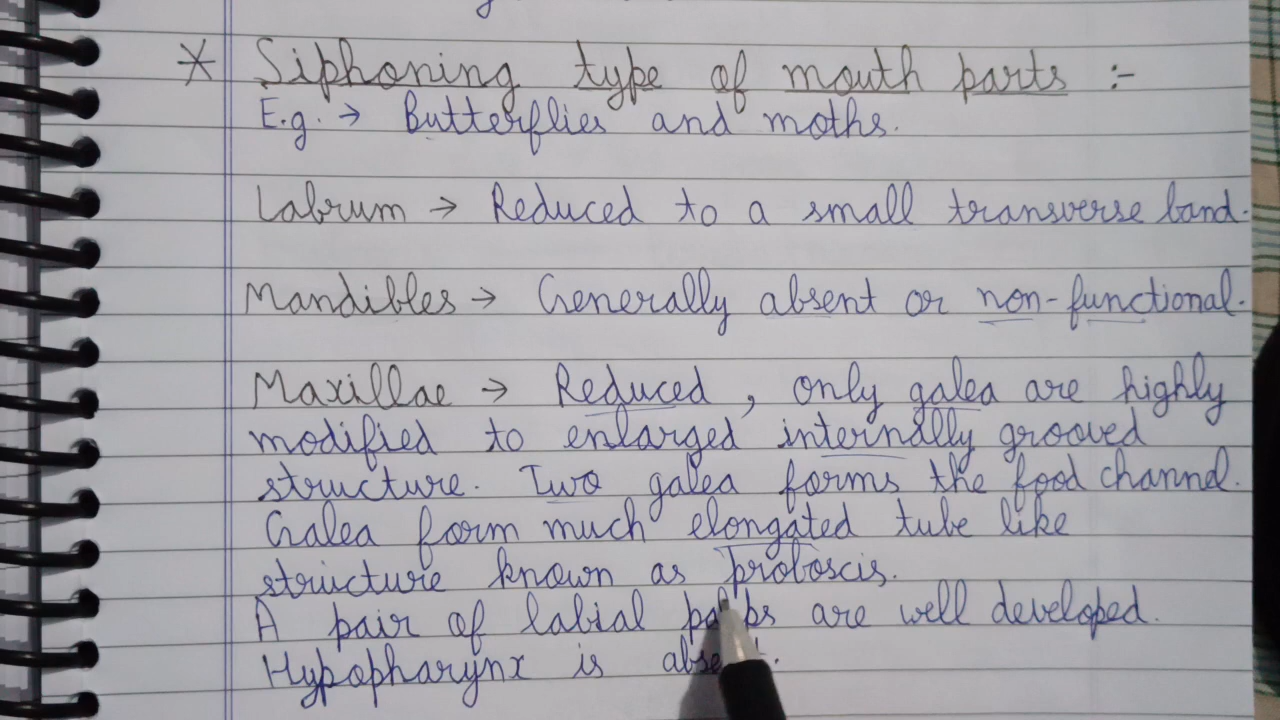 * Siphoning type of mouth parts :-
E.g. → Butterflies and moths.
Labrum → Reduced to a small transverse band.
Mandibles → Generally absent or non-functional.
Maxillae → Reduced, only galea are highly
modified to enlarged internally grooved
structure. Two galea forms the food channel.
Galea form much elongated tube like
structure known as proboscis.
A pair of labial palps are well developed.
Hypopharynx is absent.